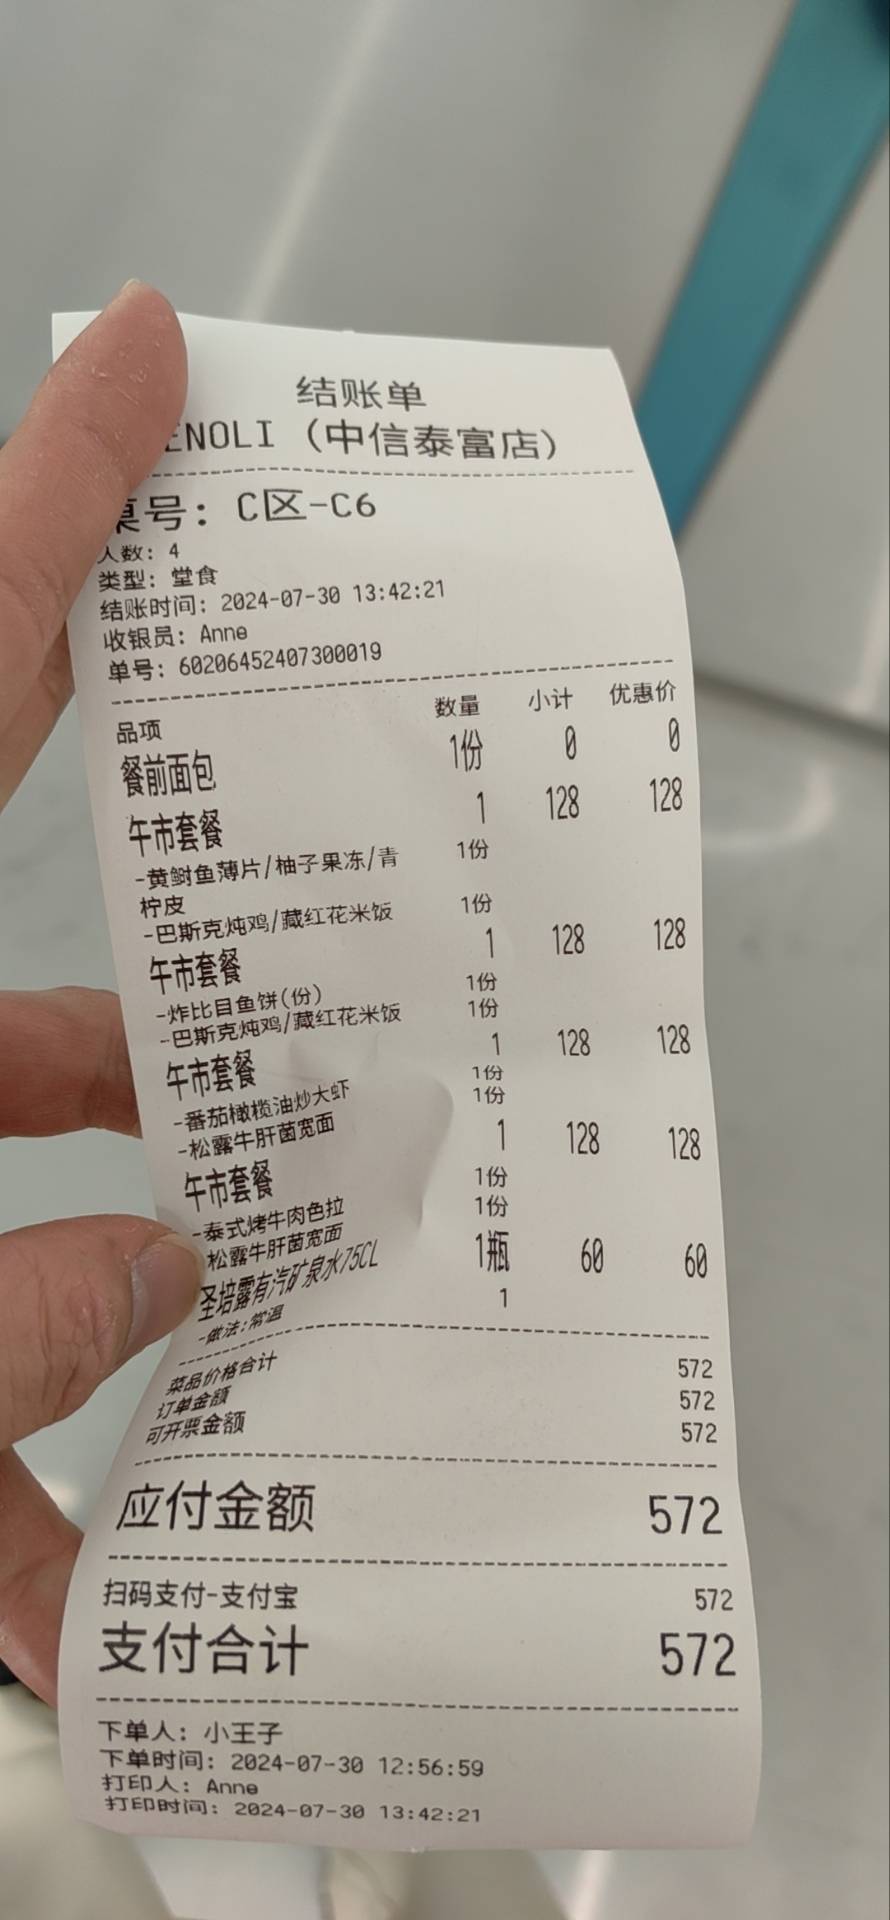 结账单
ENOLI (中信泰富店)
桌号: C区-C6
人数: 4
类型: 堂食
结账时间: 2024-07-30 13:42:21
收银员: Anne
单号: 60206452407300019
品项 数量 小计 优惠价
餐前面包 1份 0 0
午市套餐 1 128 128
-黄鲥鱼薄片/柚子果冻/青 1份
柠皮
-巴斯克炖鸡/藏红花米饭 1份
午市套餐 1 128 128
-炸比目鱼饼(份) 1份
-巴斯克炖鸡/藏红花米饭 1份
午市套餐 1 128 128
-番茄橄榄油炒大虾 1份
-松露牛肝菌宽面 1份
午市套餐 1 128 128
-泰式烤牛肉色拉 1份
松露牛肝菌宽面 1份
圣培露有汽矿泉水75CL 1瓶 60 60
-做法:常温 1
菜品价格合计 572
订单金额 572
可开票金额 572
应付金额 572
扫码支付-支付宝 572
支付合计 572
下单人: 小王子
下单时间: 2024-07-30 12:56:59
打印人: Anne
打印时间: 2024-07-30 13:42:21